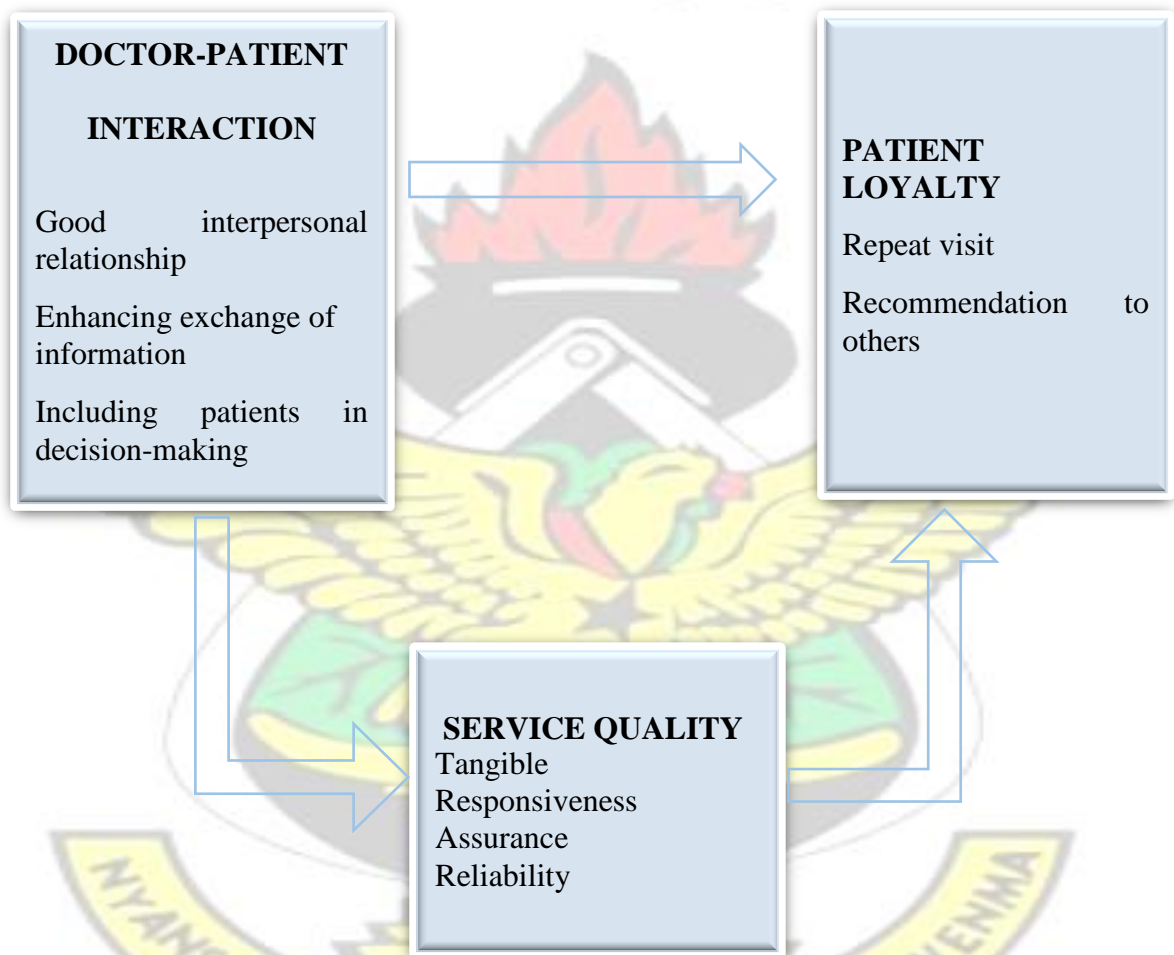 DOCTOR-PATIENT
INTERACTION
Good interpersonal
relationship
Enhancing exchange of
information
Including patients in
decision-making
PATIENT
LOYALTY
Repeat visit
Recommendation to
others
SERVICE QUALITY
Tangible
Responsiveness
Assurance
Reliability